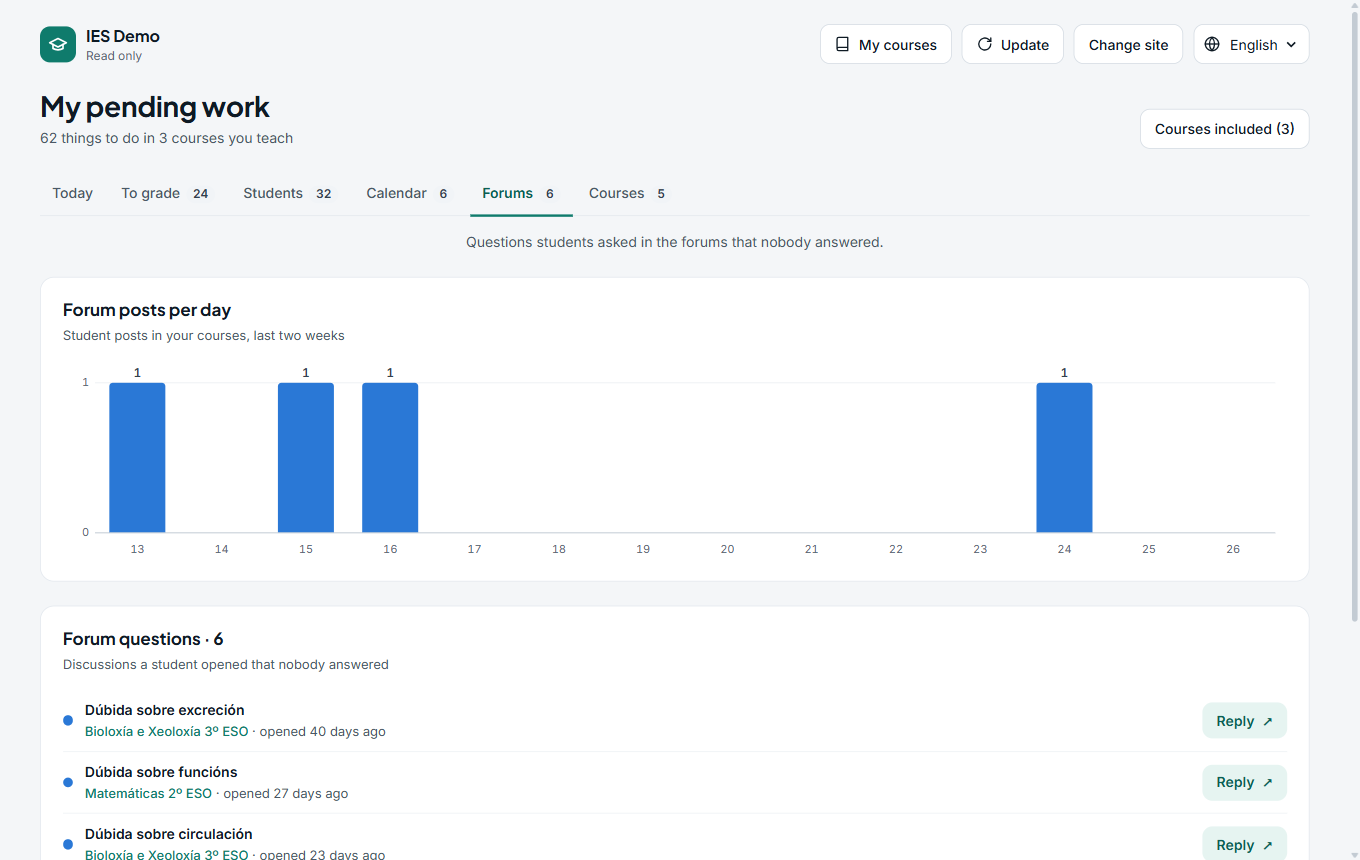 IES Demo
Read only
My courses
Update
Change site
English
My pending work
62 things to do in 3 courses you teach
Courses included (3)
Today
To grade 24
Students 32
Calendar 6
Forums 6
Courses 5
Questions students asked in the forums that nobody answered.
Forum posts per day
Student posts in your courses, last two weeks
1 1 1 1
1
0
13 14 15 16 17 18 19 20 21 22 23 24 25 26
Forum questions · 6
Discussions a student opened that nobody answered
Dúbida sobre excreción
Bioloxía e Xeoloxía 3º ESO · opened 40 days ago
Reply ↗
Dúbida sobre funcións
Matemáticas 2º ESO · opened 27 days ago
Reply ↗
Dúbida sobre circulación
Bioloxía e Xeoloxía 3º ESO · opened 23 days ago
Reply ↗